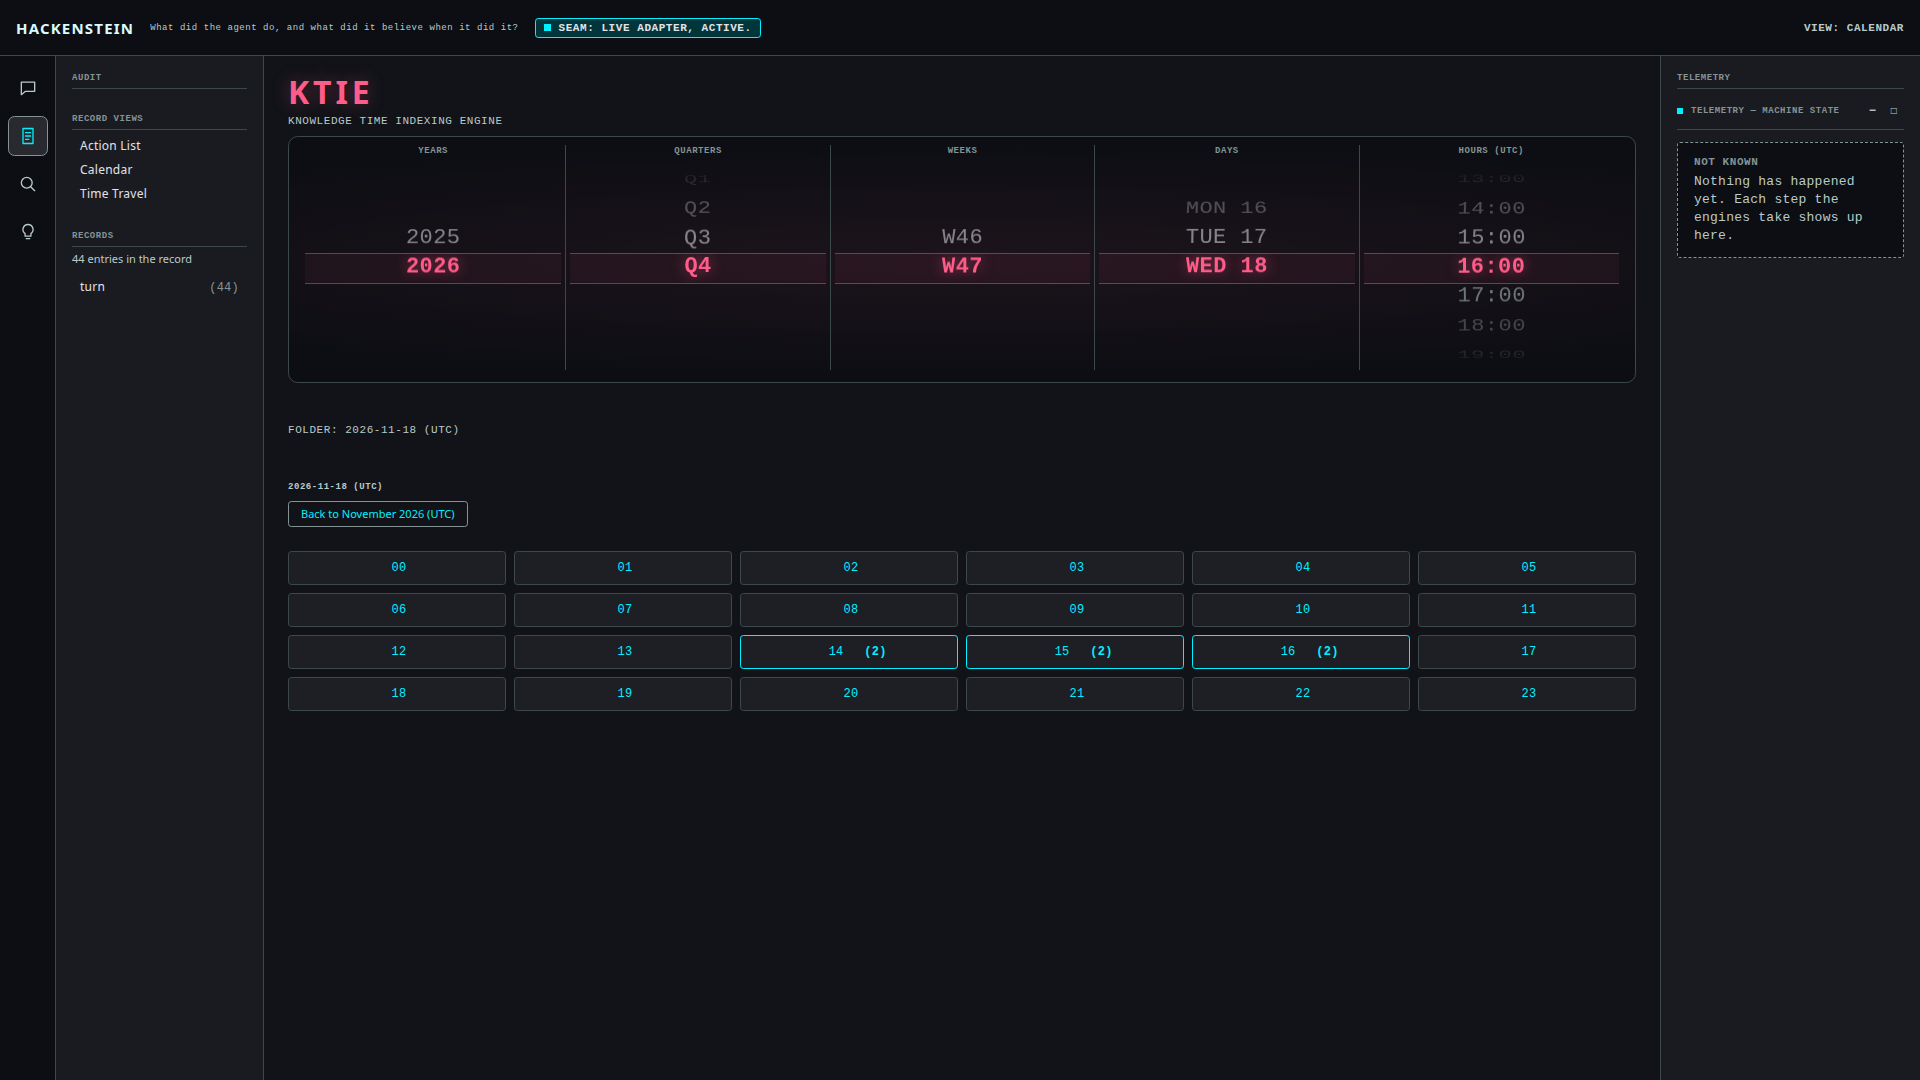 HACKENSTEIN
What did the agent do, and what did it believe when it did it?
SEAM: LIVE ADAPTER, ACTIVE.
VIEW: CALENDAR
AUDIT
RECORD VIEWS
Action List
Calendar
Time Travel
RECORDS
44 entries in the record
turn (44)
KTIE
KNOWLEDGE TIME INDEXING ENGINE
YEARS
2025
2026
QUARTERS
Q1
Q2
Q3
Q4
WEEKS
W46
W47
DAYS
MON 16
TUE 17
WED 18
HOURS (UTC)
13:00
14:00
15:00
16:00
17:00
18:00
19:00
FOLDER: 2026-11-18 (UTC)
2026-11-18 (UTC)
Back to November 2026 (UTC)
00 01 02 03 04 05
06 07 08 09 10 11
12 13 14 (2) 15 (2) 16 (2) 17
18 19 20 21 22 23
TELEMETRY
TELEMETRY — MACHINE STATE
NOT KNOWN
Nothing has happened
yet. Each step the
engines take shows up
here.